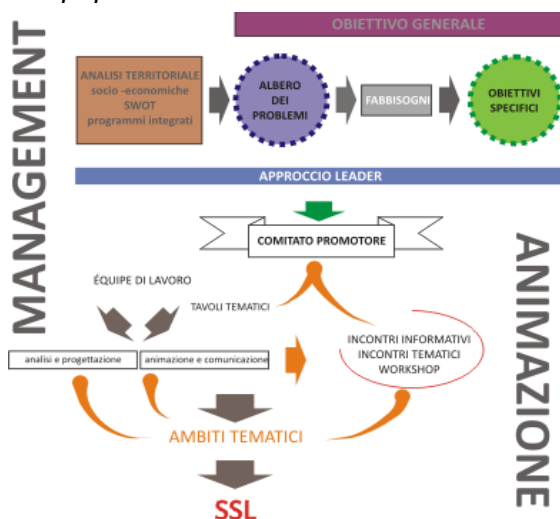 OBIETTIVO GENERALE
MANAGEMENT
ANALISI TERRITORIALE
socio -economiche
SWOT
programmi integrati
ALBERO
DEI
PROBLEMI
FABBISOGNI
OBIETTIVI
SPECIFICI
APPROCCIO LEADER
COMITATO PROMOTORE
ANIMAZIONE
ÉQUIPE DI LAVORO
TAVOLI TEMATICI
analisi e progettazione
animazione e comunicazione
INCONTRI INFORMATIVI
INCONTRI TEMATICI
WORKSHOP
AMBITI TEMATICI
SSL